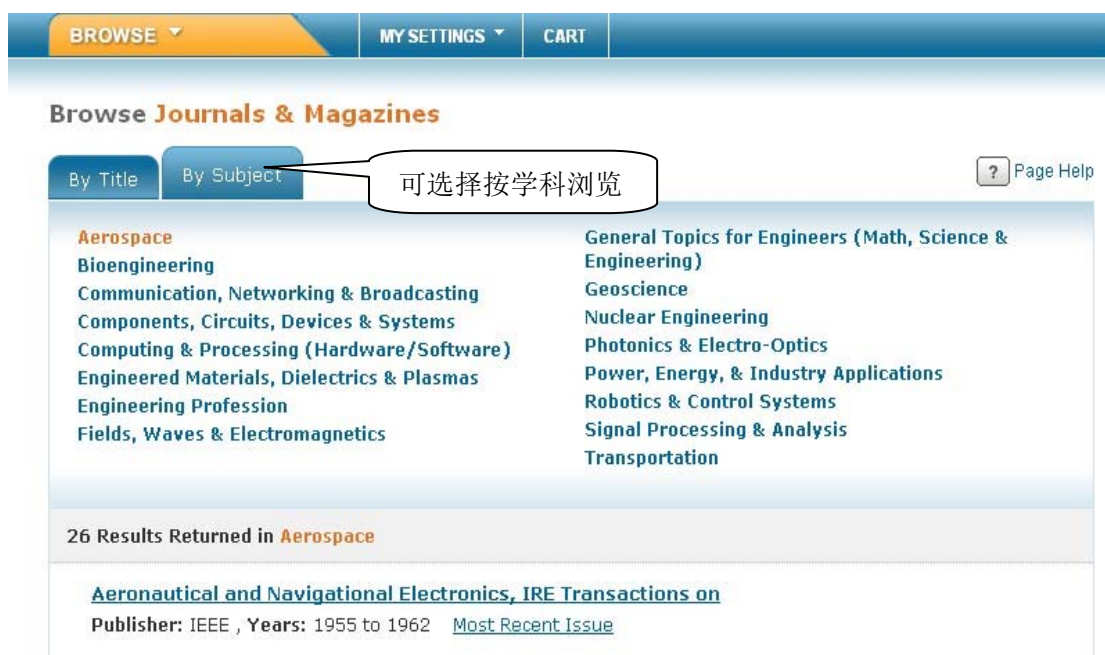 BROWSE MY SETTINGS CART
Browse Journals & Magazines
By Title By Subject 可选择按学科浏览 ? Page Help
Aerospace
Bioengineering
Communication, Networking & Broadcasting
Components, Circuits, Devices & Systems
Computing & Processing (Hardware/Software)
Engineered Materials, Dielectrics & Plasmas
Engineering Profession
Fields, Waves & Electromagnetics
General Topics for Engineers (Math, Science &
Engineering)
Geoscience
Nuclear Engineering
Photonics & Electro-Optics
Power, Energy, & Industry Applications
Robotics & Control Systems
Signal Processing & Analysis
Transportation
26 Results Returned in Aerospace
Aeronautical and Navigational Electronics, IRE Transactions on
Publisher: IEEE , Years: 1955 to 1962 Most Recent Issue